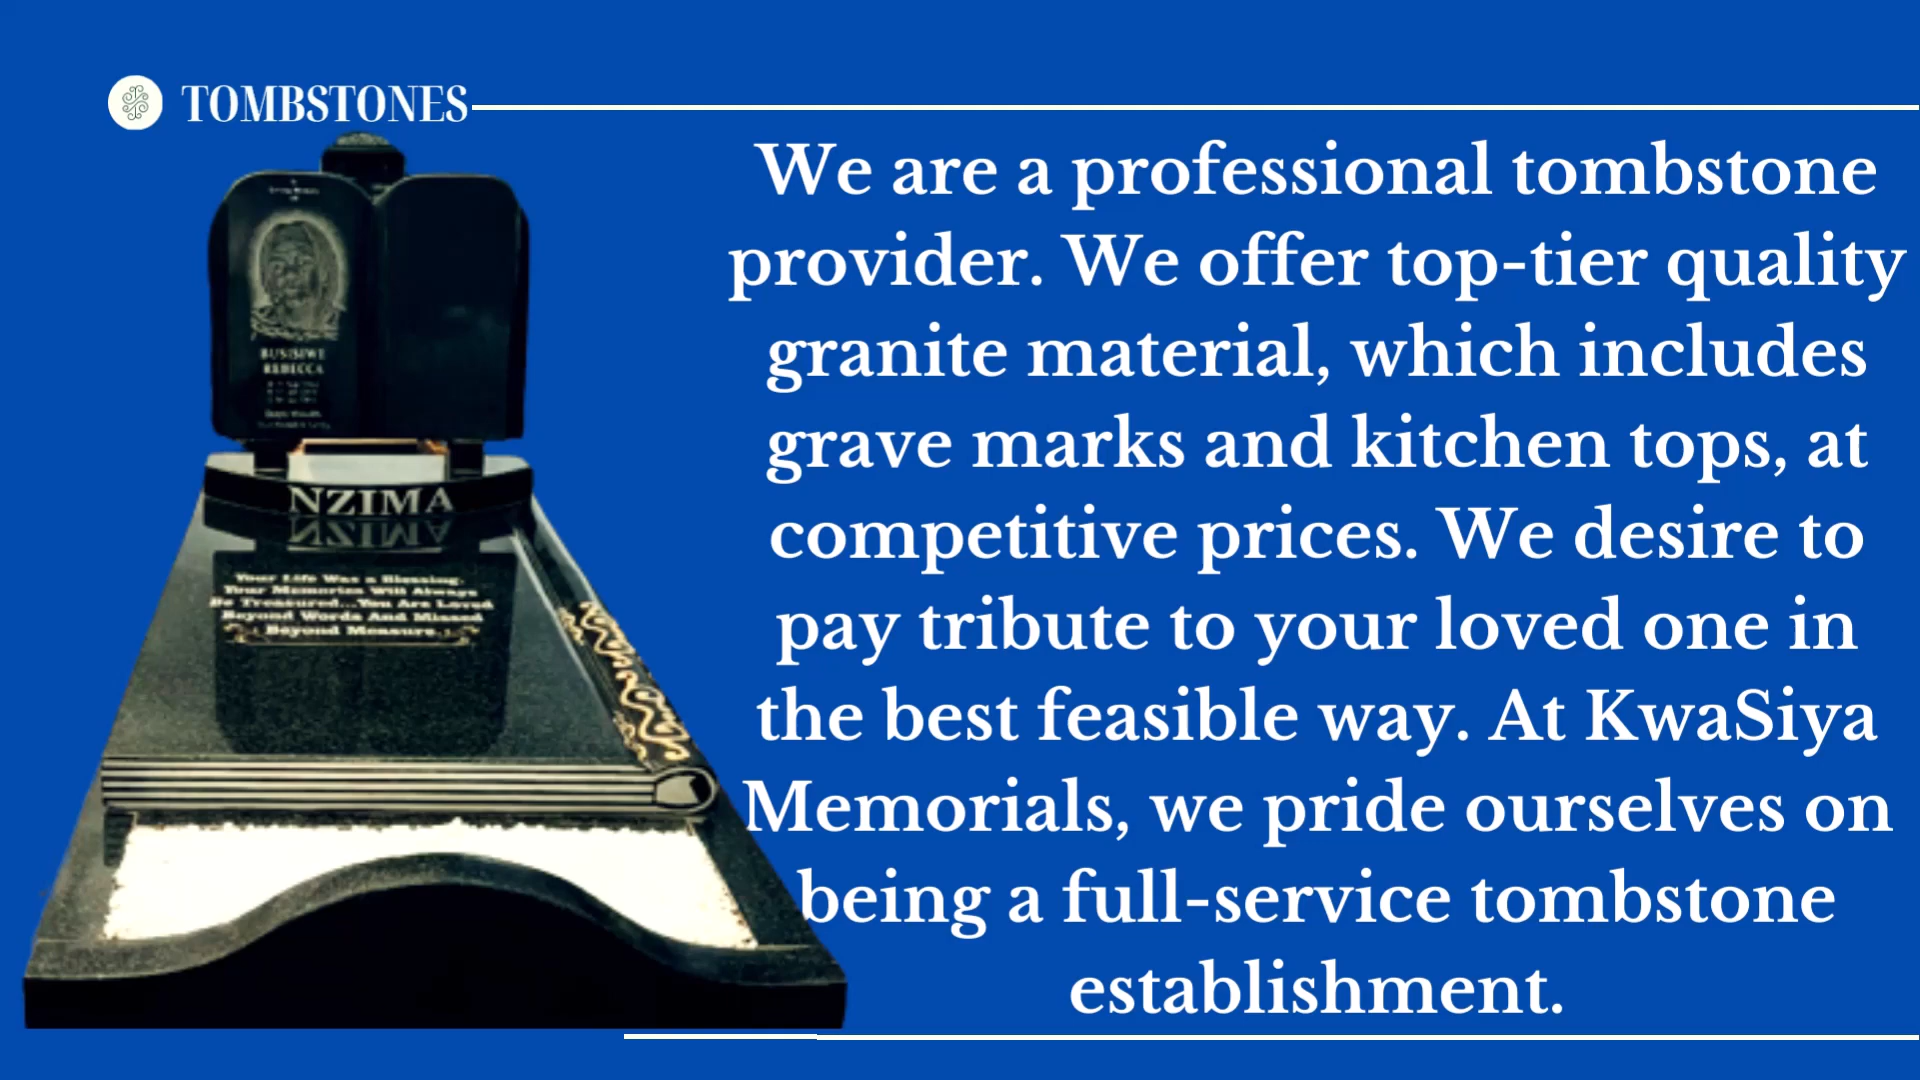 TOMBSTONES
We are a professional tombstone
provider. We offer top-tier quality
granite material, which includes
grave marks and kitchen tops, at
competitive prices. We desire to
pay tribute to your loved one in
the best feasible way. At KwaSiya
Memorials, we pride ourselves on
being a full-service tombstone
establishment.
BUSISIWE
REBECCA
NZIMA
Your Life Was a Blessing,
Your Memories Will Always
Be Treasured...You Are Loved
Beyond Words And Missed
Beyond Measure.